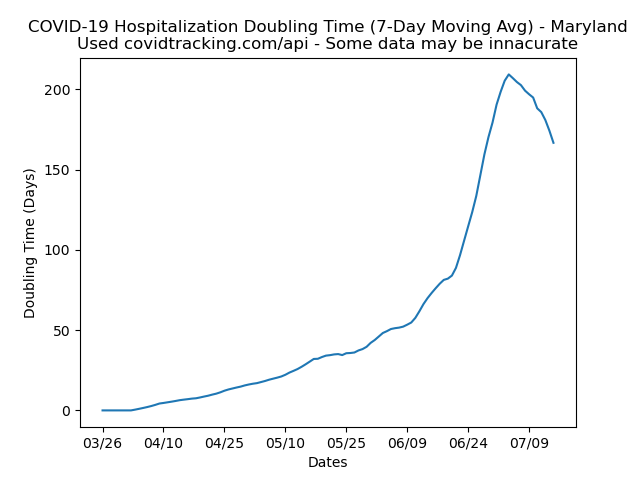 COVID-19 Hospitalization Doubling Time (7-Day Moving Avg) - Maryland
Used covidtracking.com/api - Some data may be innacurate
200
150
100
50
0
Doubling Time (Days)
03/26 04/10 04/25 05/10 05/25 06/09 06/24 07/09
Dates